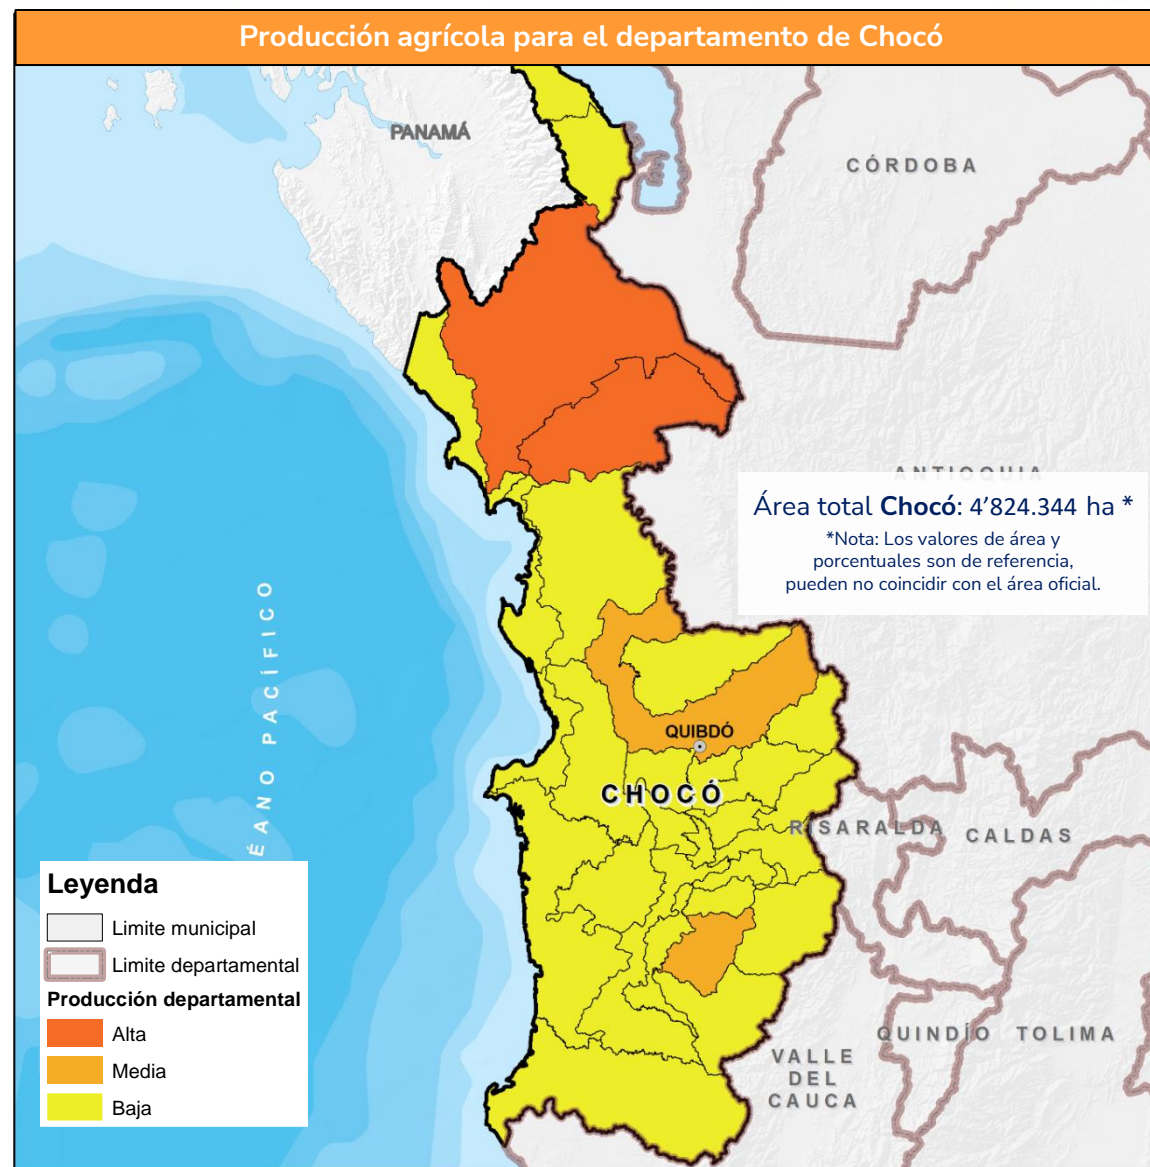 Producción agrícola para el departamento de Chocó
PANAMÁ
CÓRDOBA
ANTIOQUIA
Área total Chocó: 4’824.344 ha *
*Nota: Los valores de área y
porcentuales son de referencia,
pueden no coincidir con el área oficial.
ÉANO PACÍFICO
QUIBDÓ
CHOCÓ
RISARALDA
CALDAS
QUINDÍO
TOLIMA
VALLE
DEL
CAUCA
Leyenda
Limite municipal
Limite departamental
Producción departamental
Alta
Media
Baja